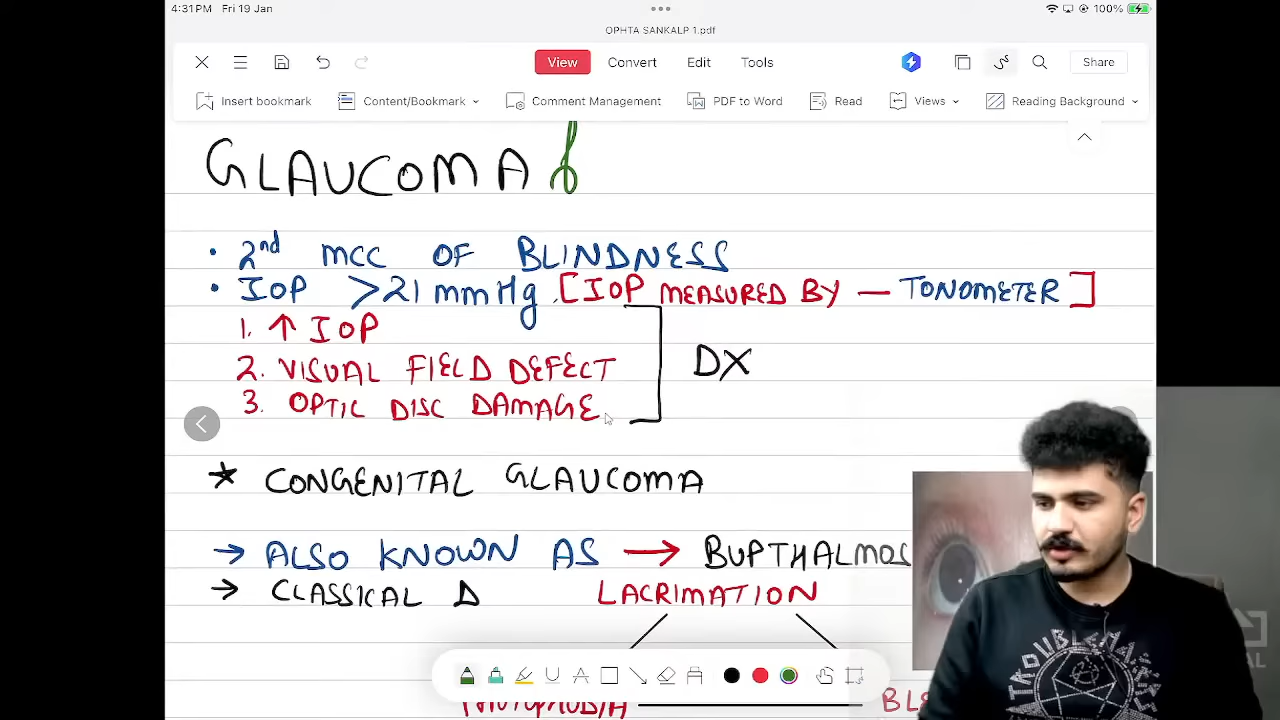 4:31PM Fri 19 Jan
100%
OPHTA SANKALP 1.pdf
View Convert Edit Tools Share
Insert bookmark Content/Bookmark Comment Management PDF to Word Read Views Reading Background
GLAUCOMA
• 2nd MCC OF BLINDNESS
• IOP >21 mmHg. [IOP MEASURED BY — TONOMETER]
1. ↑ IOP
2. VISUAL FIELD DEFECT
3. OPTIC DISC DAMAGE
DX
* CONGENITAL GLAUCOMA
→ ALSO KNOWN AS → BUPTHALMOS
→ CLASSICAL Δ LACRIMATION
TROUBLEMAKERS